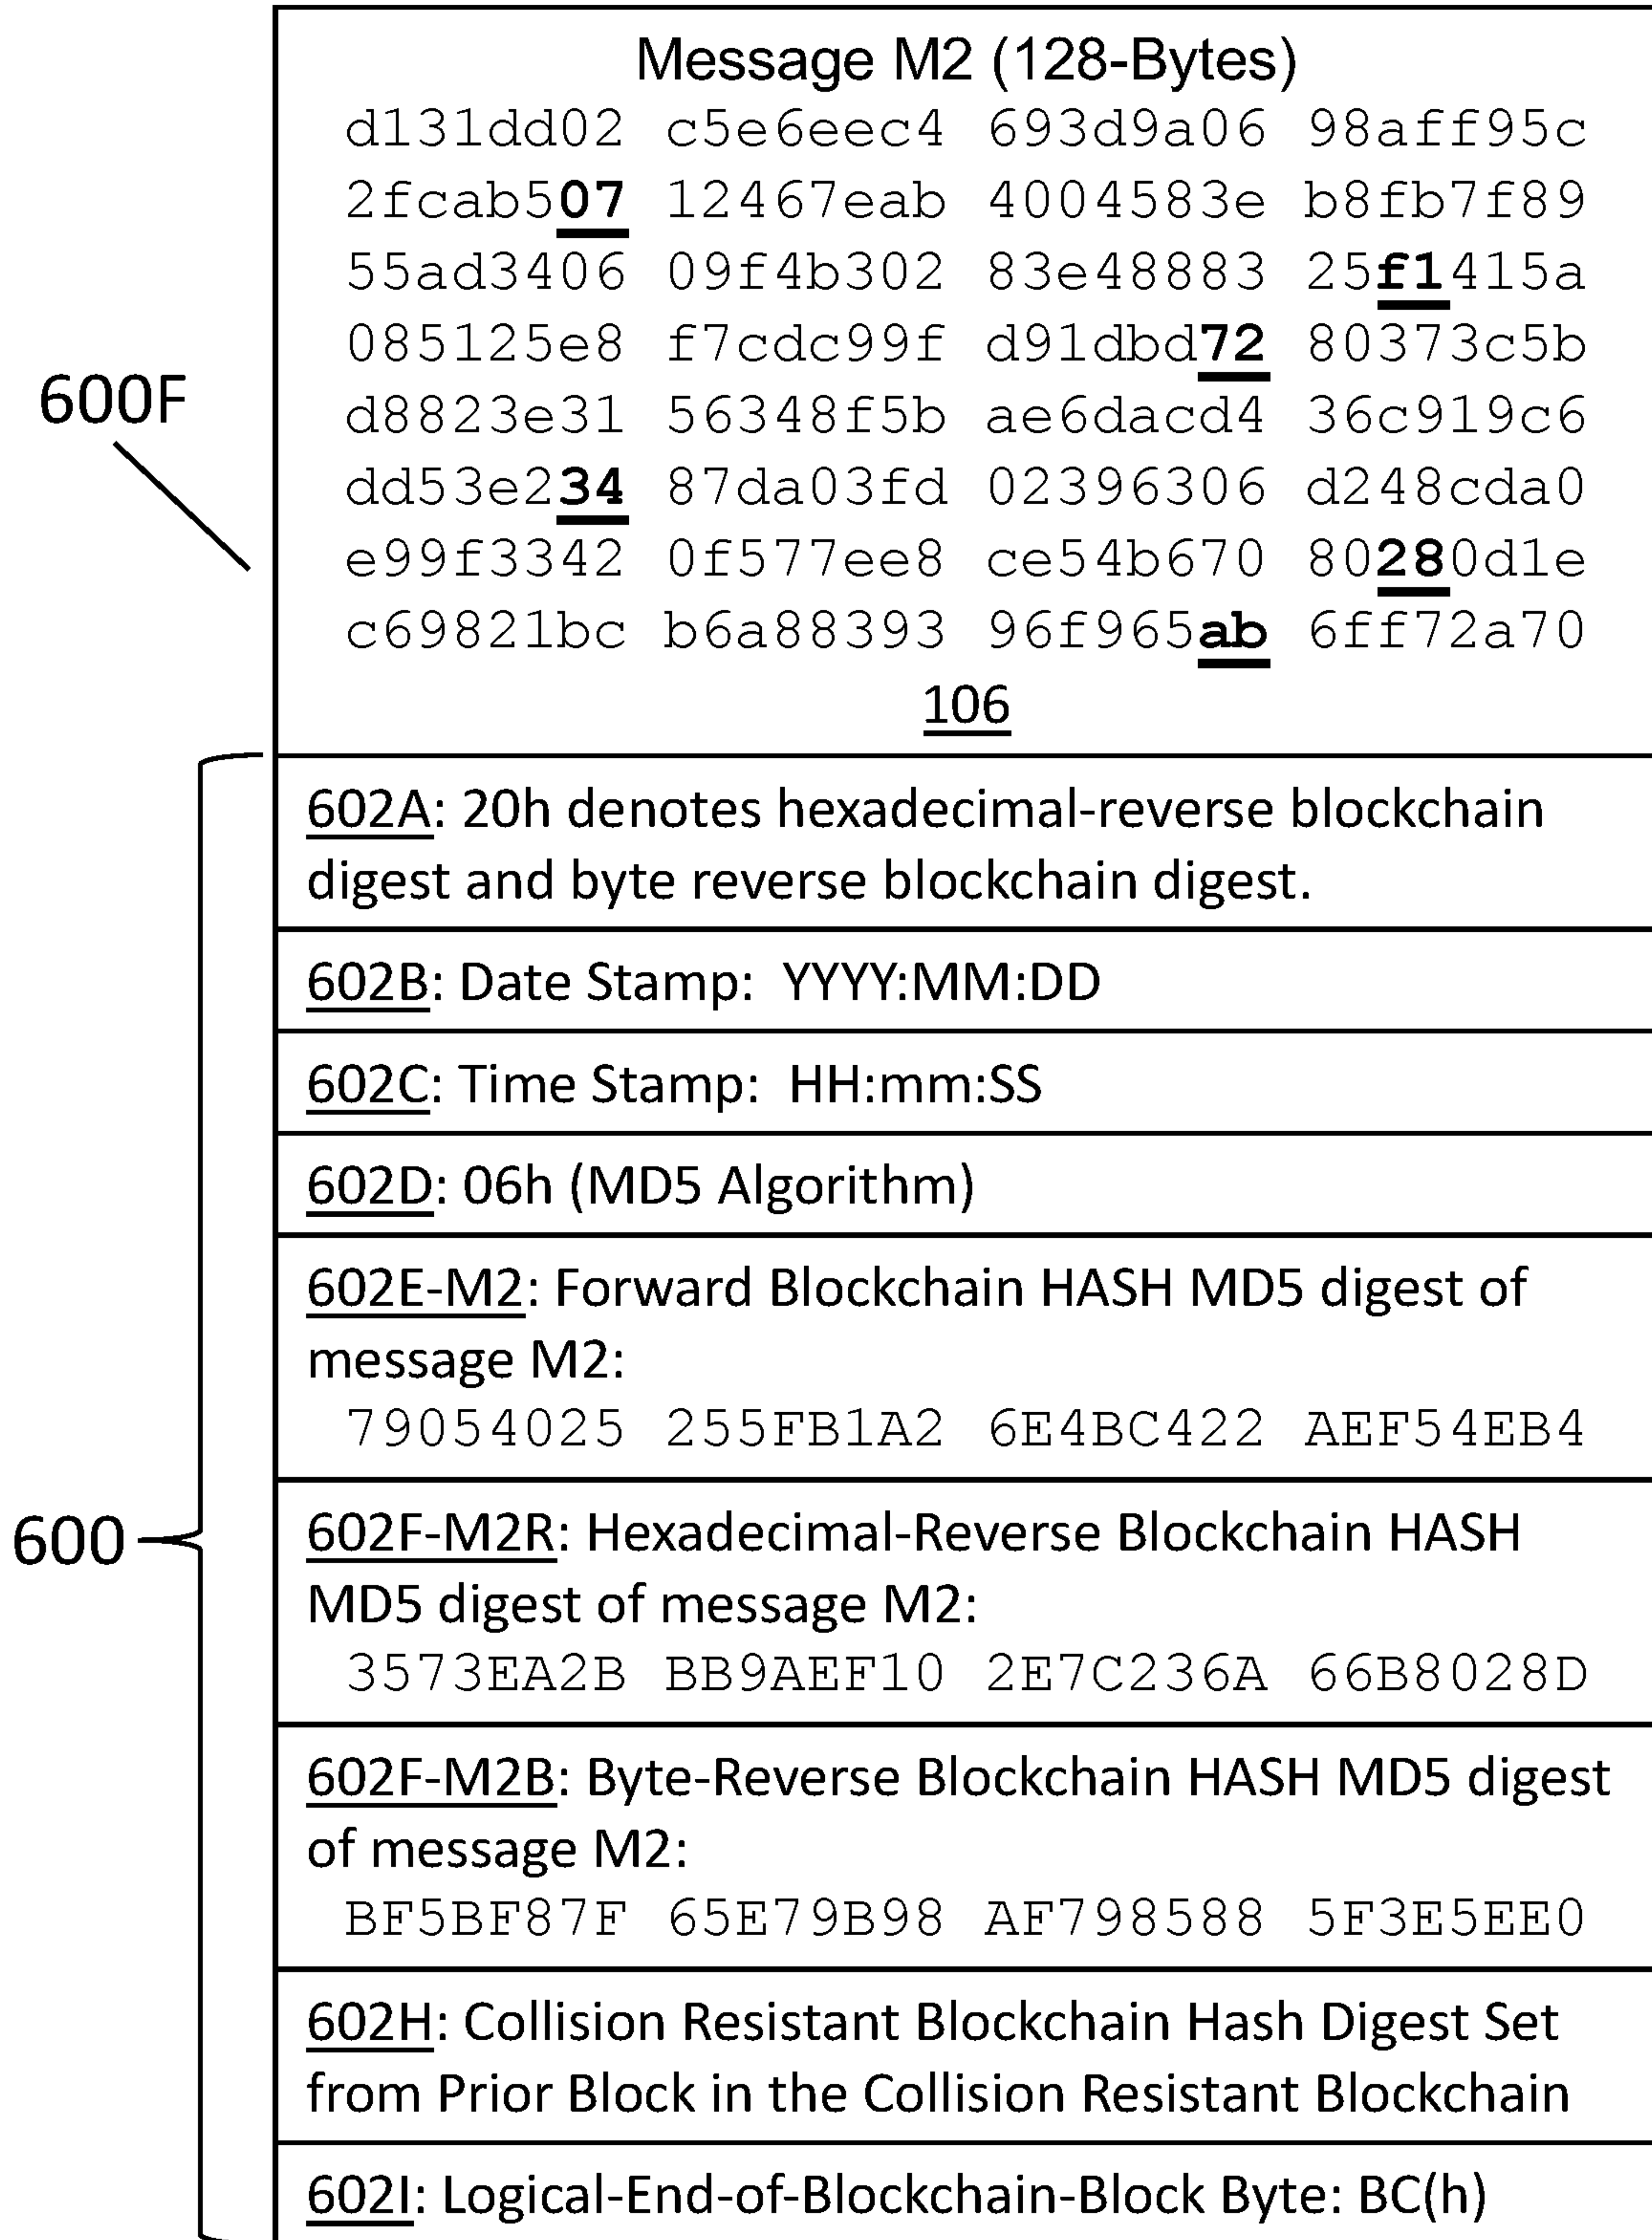 Message M2 (128-Bytes)
d131dd02 c5e6eec4 693d9a06 98aff95c
2fcab507 12467eab 4004583e b8fb7f89
55ad3406 09f4b302 83e48883 25f1415a
085125e8 f7cdc99f d91dbd72 80373c5b
600F
d8823e31 56348f5b ae6dacd4 36c919c6
dd53e234 87da03fd 02396306 d248cda0
e99f3342 0f577ee8 ce54b670 80280d1e
c69821bc b6a88393 96f965ab 6ff72a70
106
602A: 20h denotes hexadecimal-reverse blockchain
digest and byte reverse blockchain digest.
602B: Date Stamp: YYYY:MM:DD
602C: Time Stamp: HH:mm:SS
602D: 06h (MD5 Algorithm)
602E-M2: Forward Blockchain HASH MD5 digest of
message M2:
79054025 255FB1A2 6E4BC422 AEF54EB4
600
602F-M2R: Hexadecimal-Reverse Blockchain HASH
MD5 digest of message M2:
3573EA2B BB9AEF10 2E7C236A 66B8028D
602F-M2B: Byte-Reverse Blockchain HASH MD5 digest
of message M2:
BF5BF87F 65E79B98 AF798588 5F3E5EE0
602H: Collision Resistant Blockchain Hash Digest Set
from Prior Block in the Collision Resistant Blockchain
602I: Logical-End-of-Blockchain-Block Byte: BC(h)